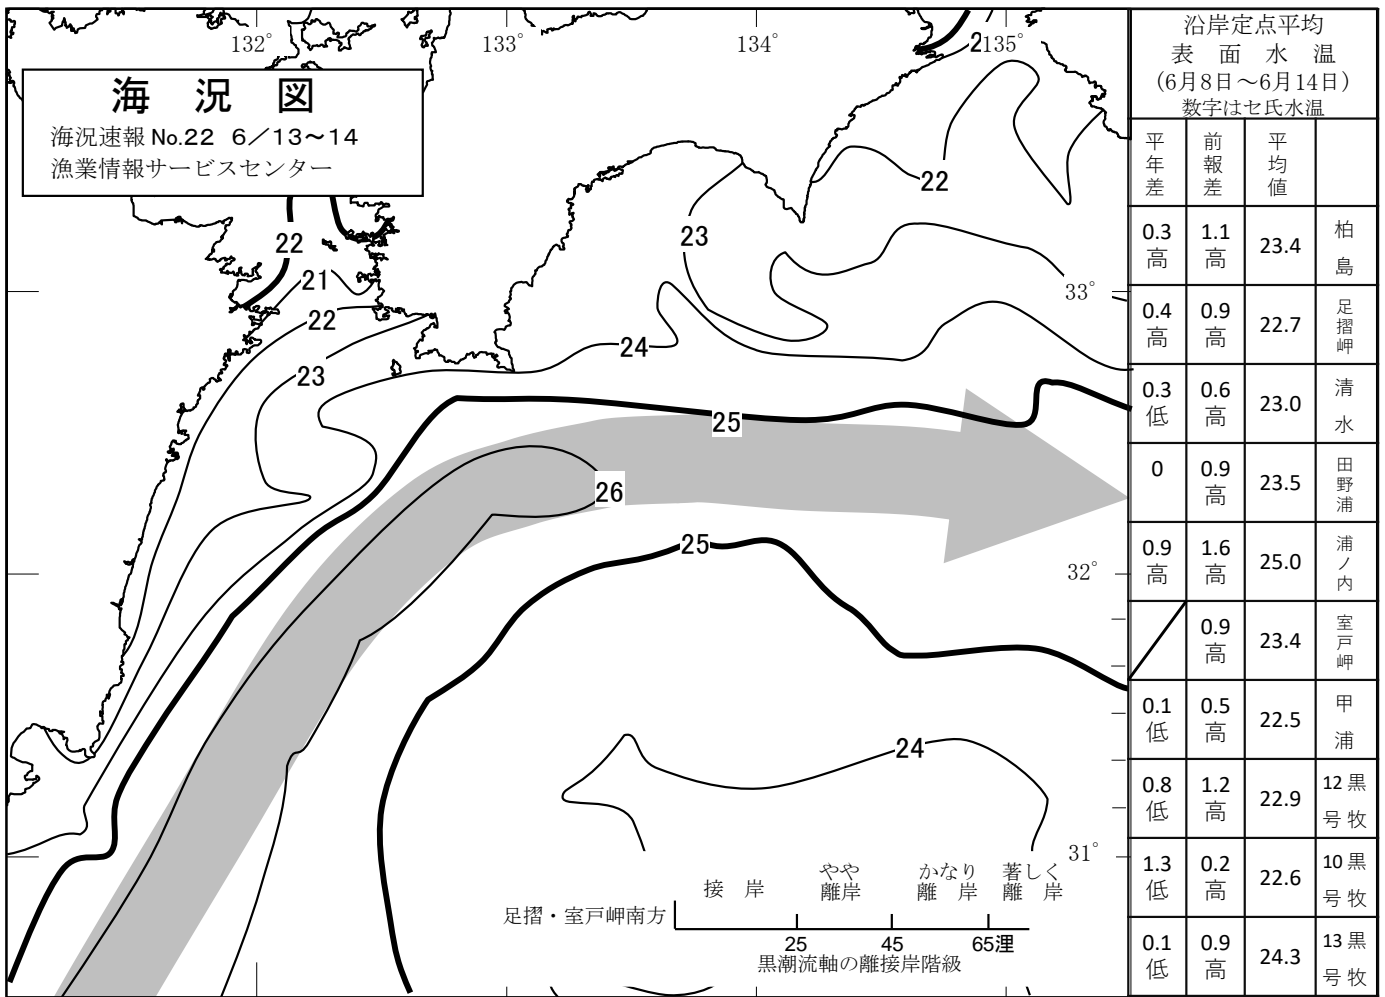 海 況 図
海況速報 No.22 6／13～14
漁業情報サービスセンター
132°
133°
134°
135°
2
22
23
22
21
22
23
24
33°
25
26
25
32°
24
31°
接 岸
やや
離岸
かなり
離 岸
著しく
離 岸
足摺・室戸岬南方
25 45 65浬
黒潮流軸の離接岸階級
沿岸定点平均
表 面 水 温
(6月8日～6月14日)
数字はセ氏水温
平年差 前報差 平均値
0.3高 1.1高 23.4 柏島
0.4高 0.9高 22.7 足摺岬
0.3低 0.6高 23.0 清水
0 0.9高 23.5 田野浦
0.9高 1.6高 25.0 浦ノ内
0.9高 23.4 室戸岬
0.1低 0.5高 22.5 甲浦
0.8低 1.2高 22.9 12号 黒牧
1.3低 0.2高 22.6 10号 黒牧
0.1低 0.9高 24.3 13号 黒牧